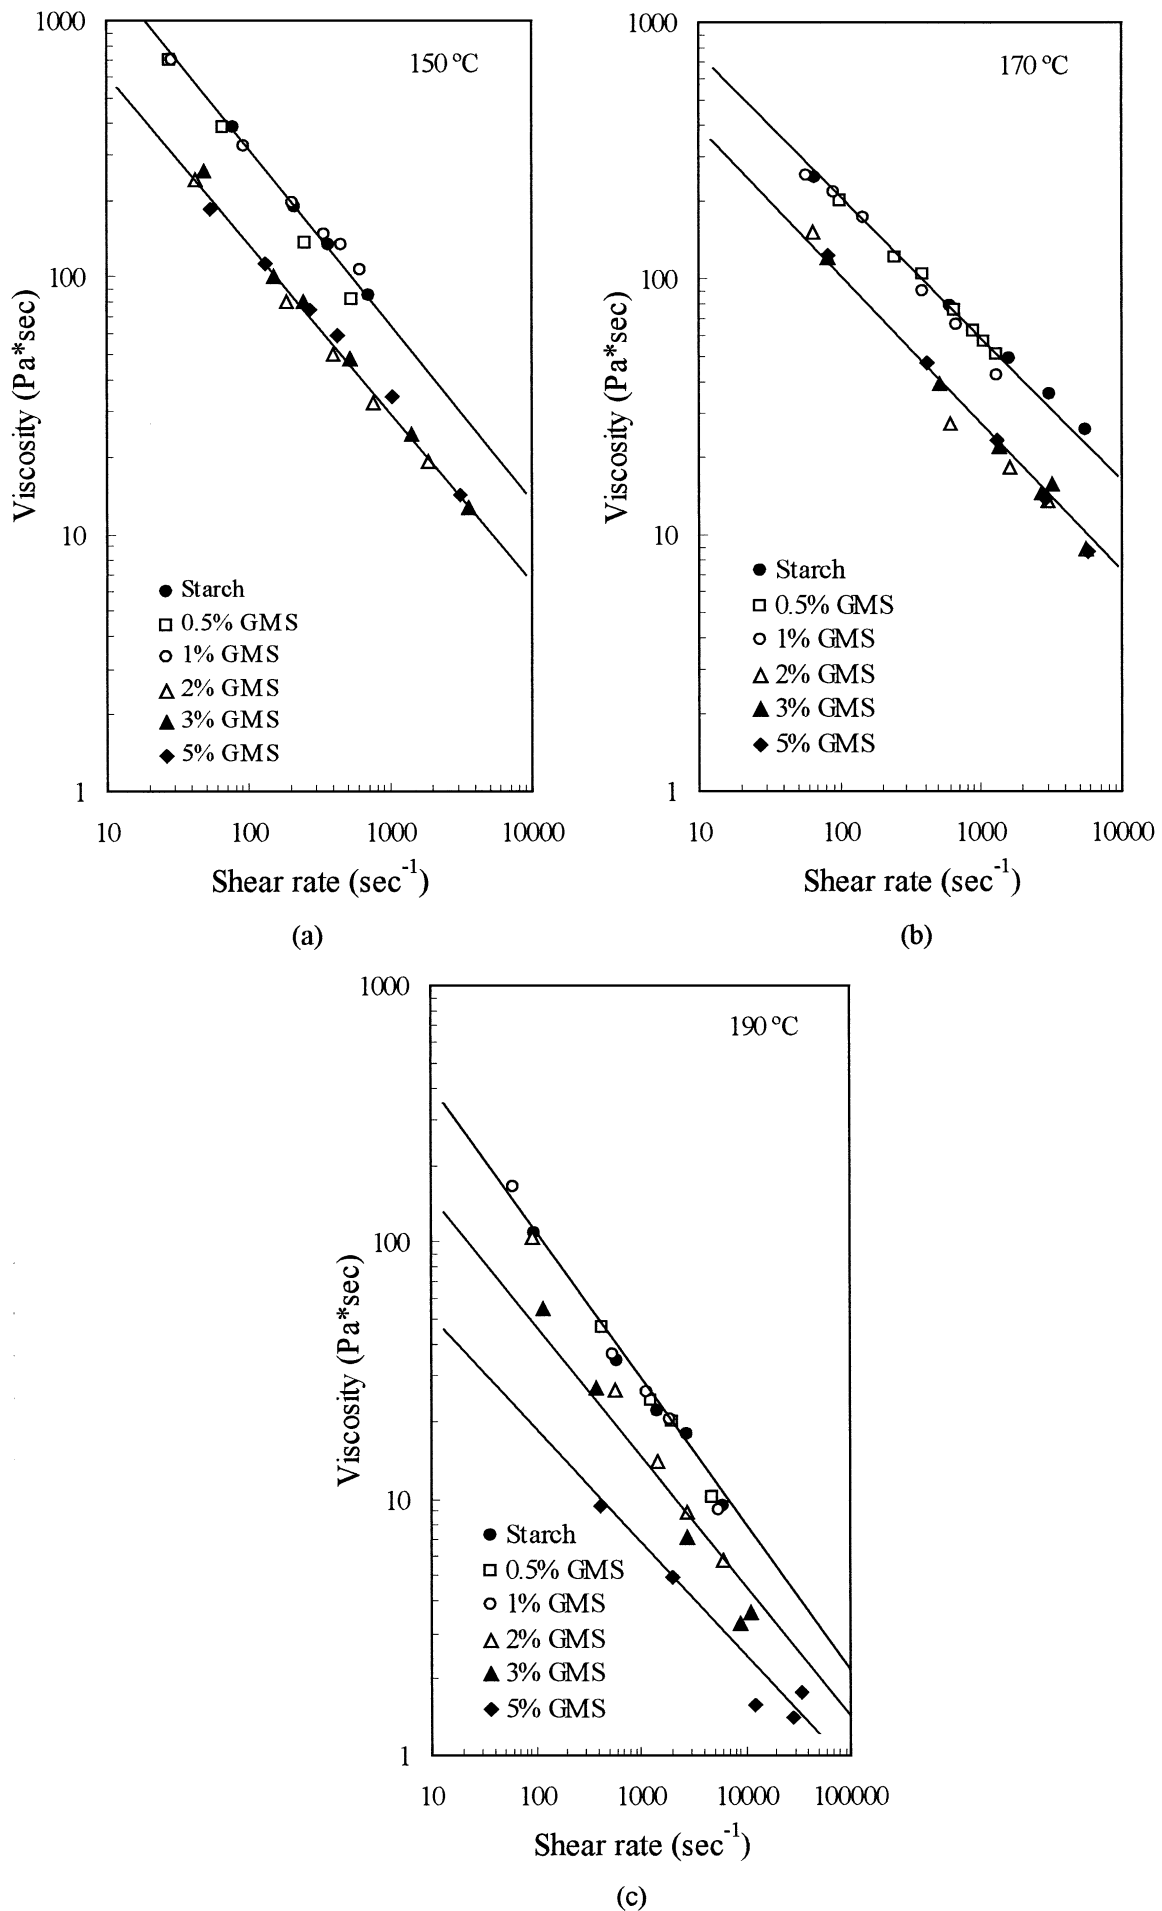 1000
150 ºC
100
10
1
Viscosity (Pa*sec)
Starch
0.5% GMS
1% GMS
2% GMS
3% GMS
5% GMS
10 100 1000 10000
Shear rate (sec⁻¹)
(a)
1000
170 ºC
100
10
1
Viscosity (Pa*sec)
Starch
0.5% GMS
1% GMS
2% GMS
3% GMS
5% GMS
10 100 1000 10000
Shear rate (sec⁻¹)
(b)
1000
190 ºC
100
10
1
Viscosity (Pa*sec)
Starch
0.5% GMS
1% GMS
2% GMS
3% GMS
5% GMS
10 100 1000 10000 100000
Shear rate (sec⁻¹)
(c)